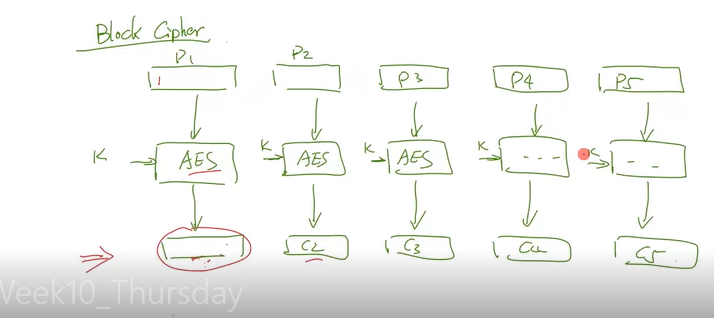 Block Cipher
P1 P2
P3 P4 P5
K AES K AES K AES K --- K --
C2 C3 C4 C5
Week10_Thursday